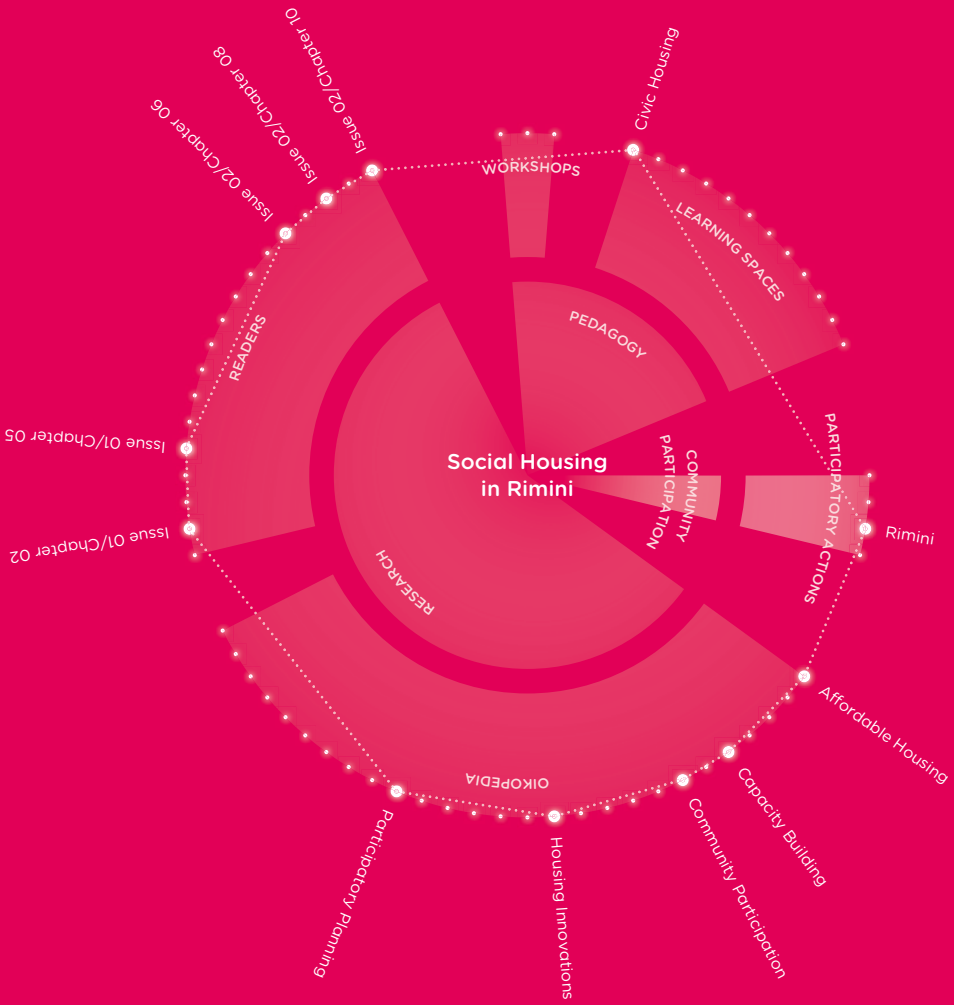 Social Housing
in Rimini
PEDAGOGY
COMMUNITY
PARTICIPATION
RESEARCH
WORKSHOPS
LEARNING SPACES
PARTICIPATORY ACTIONS
OIKOPEDIA
READERS
Civic Housing
Rimini
Affordable Housing
Capacity Building
Community Participation
Housing Innovations
Participatory Planning
Issue 01/Chapter 02
Issue 01/Chapter 05
Issue 02/Chapter 06
Issue 02/Chapter 08
Issue 02/Chapter 10